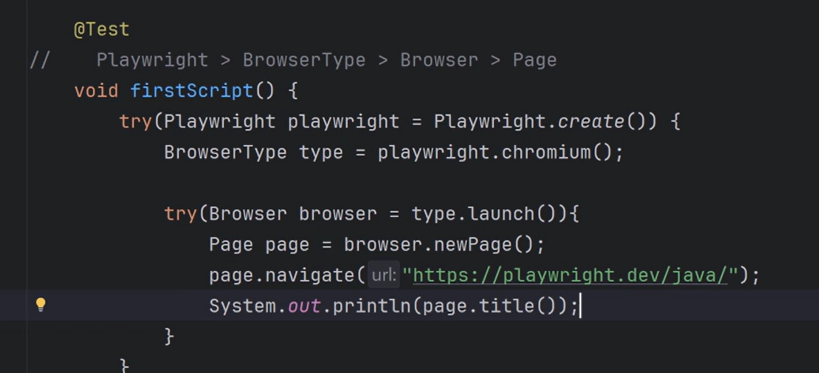 @Test
//    Playwright > BrowserType > Browser > Page
void firstScript() {
try(Playwright playwright = Playwright.create()) {
BrowserType type = playwright.chromium();
try(Browser browser = type.launch()){
Page page = browser.newPage();
page.navigate( url: "https://playwright.dev/java/");
System.out.println(page.title());
}
}